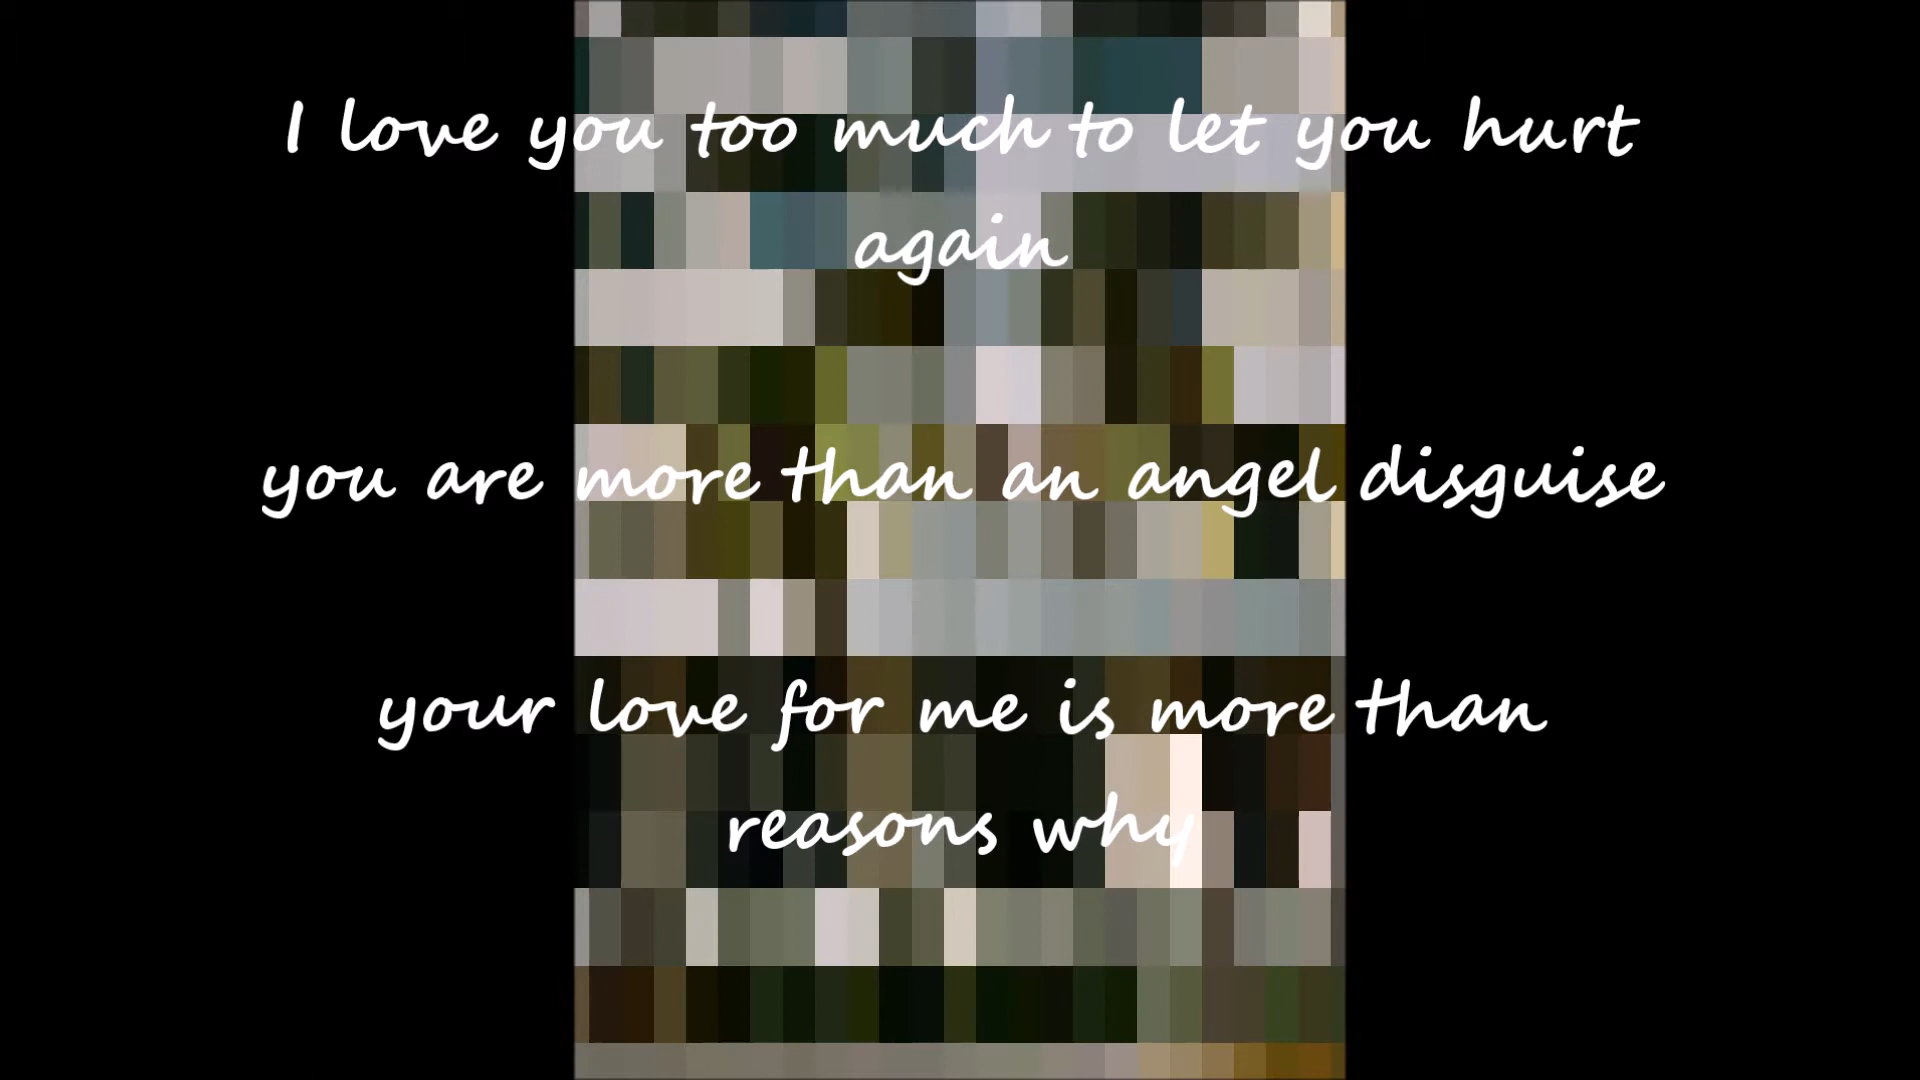 I love you too much to let you hurt
again
you are more than an angel disguise
your love for me is more than
reasons why